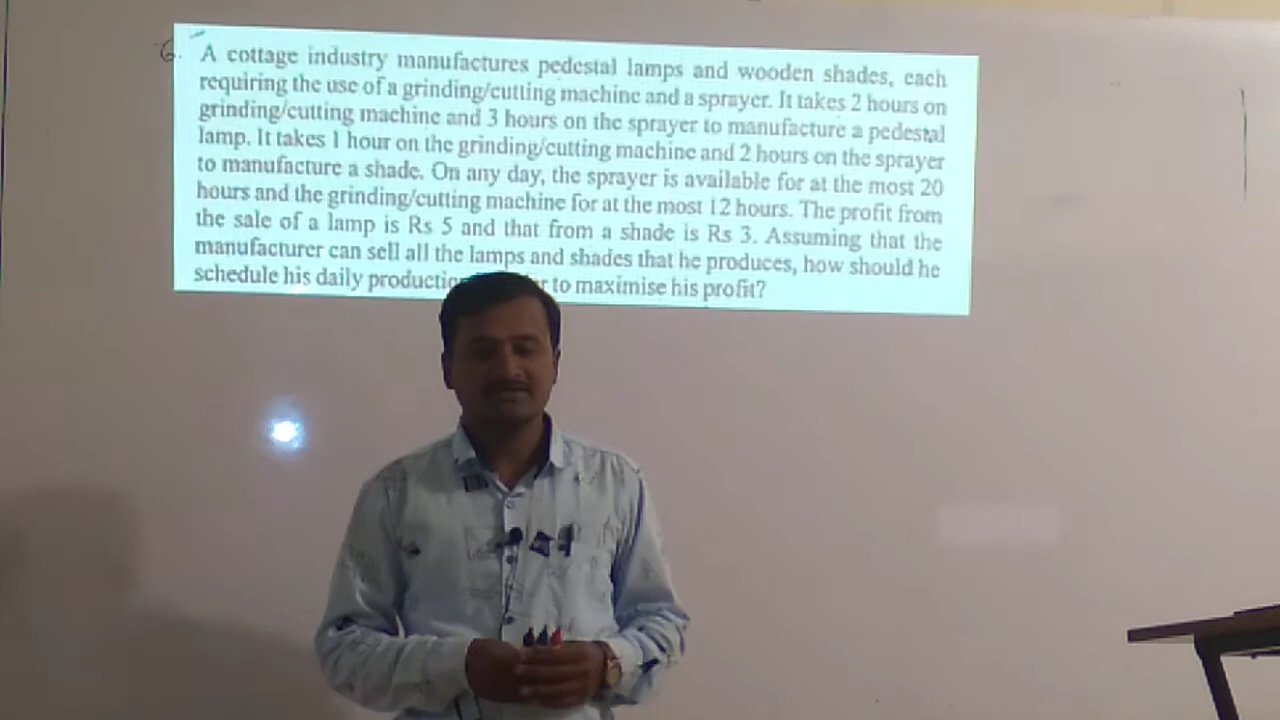 6. A cottage industry manufactures pedestal lamps and wooden shades, each
requiring the use of a grinding/cutting machine and a sprayer. It takes 2 hours on
grinding/cutting machine and 3 hours on the sprayer to manufacture a pedestal
lamp. It takes 1 hour on the grinding/cutting machine and 2 hours on the sprayer
to manufacture a shade. On any day, the sprayer is available for at the most 20
hours and the grinding/cutting machine for at the most 12 hours. The profit from
the sale of a lamp is Rs 5 and that from a shade is Rs 3. Assuming that the
manufacturer can sell all the lamps and shades that he produces, how should he
schedule his daily to maximise his profit?